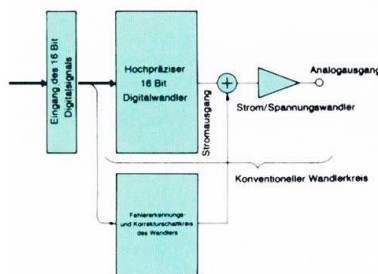 Eingang des 16 Bit
Digitalsignals
Hochpräziser
16 Bit
Digitalwandler
Stromausgang
+
Analogausgang
Strom/Spannungswandler
Konventioneller Wandlerkreis
Fehlererkennungs-
und Korrekturschaltkreis
des Wandlers